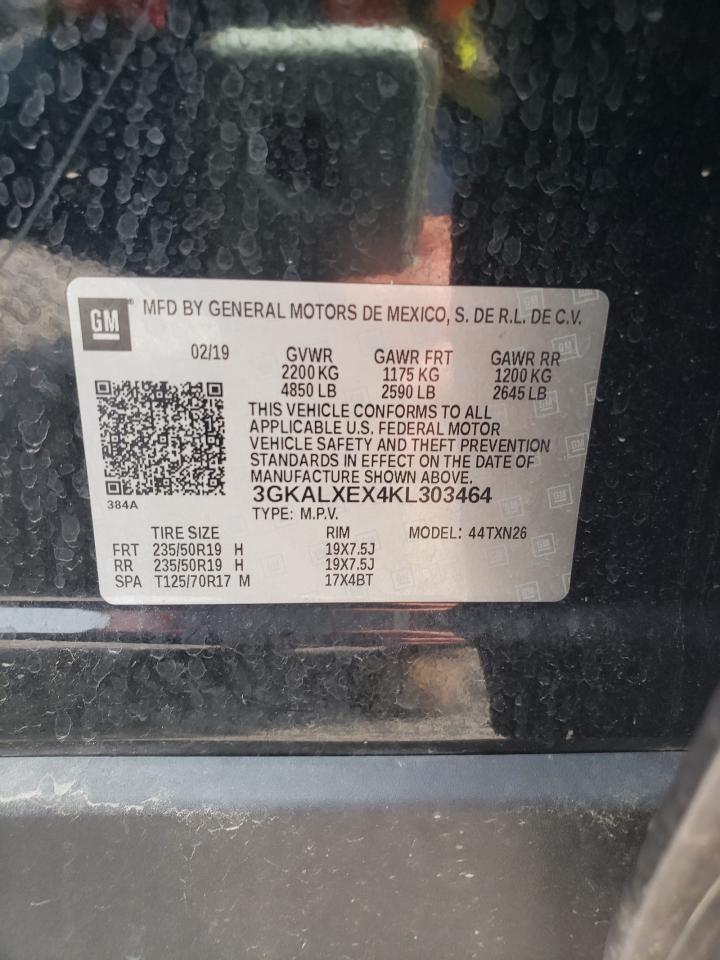 GM ® MFD BY GENERAL MOTORS DE MEXICO, S. DE R.L. DE C.V.
02/19 GVWR GAWR FRT GAWR RR
2200 KG 1175 KG 1200 KG
4850 LB 2590 LB 2645 LB
THIS VEHICLE CONFORMS TO ALL
APPLICABLE U.S. FEDERAL MOTOR
VEHICLE SAFETY AND THEFT PREVENTION
STANDARDS IN EFFECT ON THE DATE OF
MANUFACTURE SHOWN ABOVE.
384A 3GKALXEX4KL303464
TYPE: M.P.V.
TIRE SIZE RIM MODEL: 44TXN26
FRT 235/50R19 H 19X7.5J
RR 235/50R19 H 19X7.5J
SPA T125/70R17 M 17X4BT